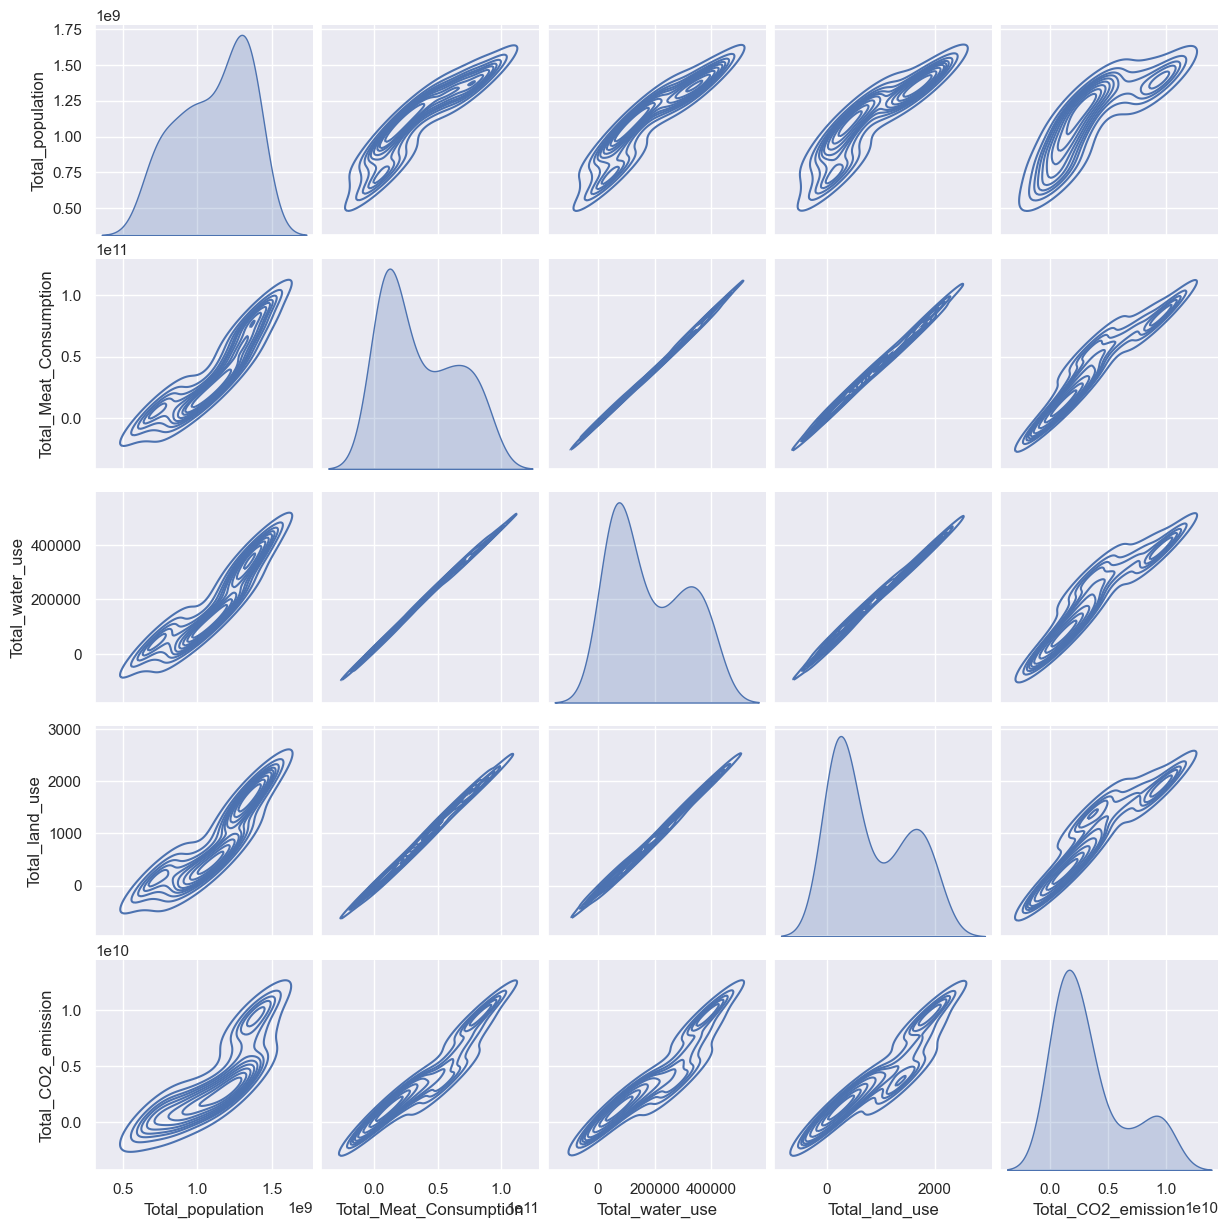 1e9
1.75
1.50
1.25
1.00
0.75
0.50
Total_population
1e11
1.0
0.5
0.0
Total_Meat_Consumption
400000
200000
0
Total_water_use
3000
2000
1000
0
Total_land_use
1e10
1.0
0.5
0.0
Total_CO2_emission
0.5 1.0 1.5 0.0 0.5 1.0 0 200000 400000 0 2000 0.0 0.5 1.0
Total_population 1e9 Total_Meat_Consumption 1e11 Total_water_use Total_land_use Total_CO2_emission 1e10